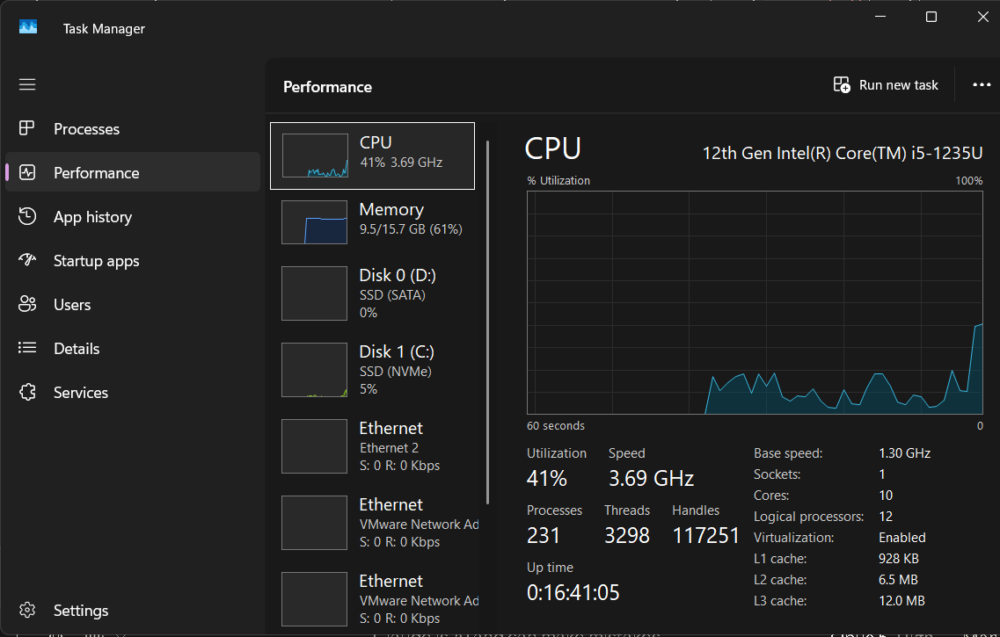 Task Manager
Processes
Performance
App history
Startup apps
Users
Details
Services
Settings
Performance
Run new task
CPU
41% 3.69 GHz
Memory
9.5/15.7 GB (61%)
Disk 0 (D:)
SSD (SATA)
0%
Disk 1 (C:)
SSD (NVMe)
5%
Ethernet
Ethernet 2
S: 0 R: 0 Kbps
Ethernet
VMware Network Ad
S: 0 R: 0 Kbps
Ethernet
VMware Network Ad
S: 0 R: 0 Kbps
CPU
12th Gen Intel(R) Core(TM) i5-1235U
% Utilization 100%
60 seconds 0
Utilization Speed
41% 3.69 GHz
Processes Threads Handles
231 3298 117251
Up time
0:16:41:05
Base speed: 1.30 GHz
Sockets: 1
Cores: 10
Logical processors: 12
Virtualization: Enabled
L1 cache: 928 KB
L2 cache: 6.5 MB
L3 cache: 12.0 MB